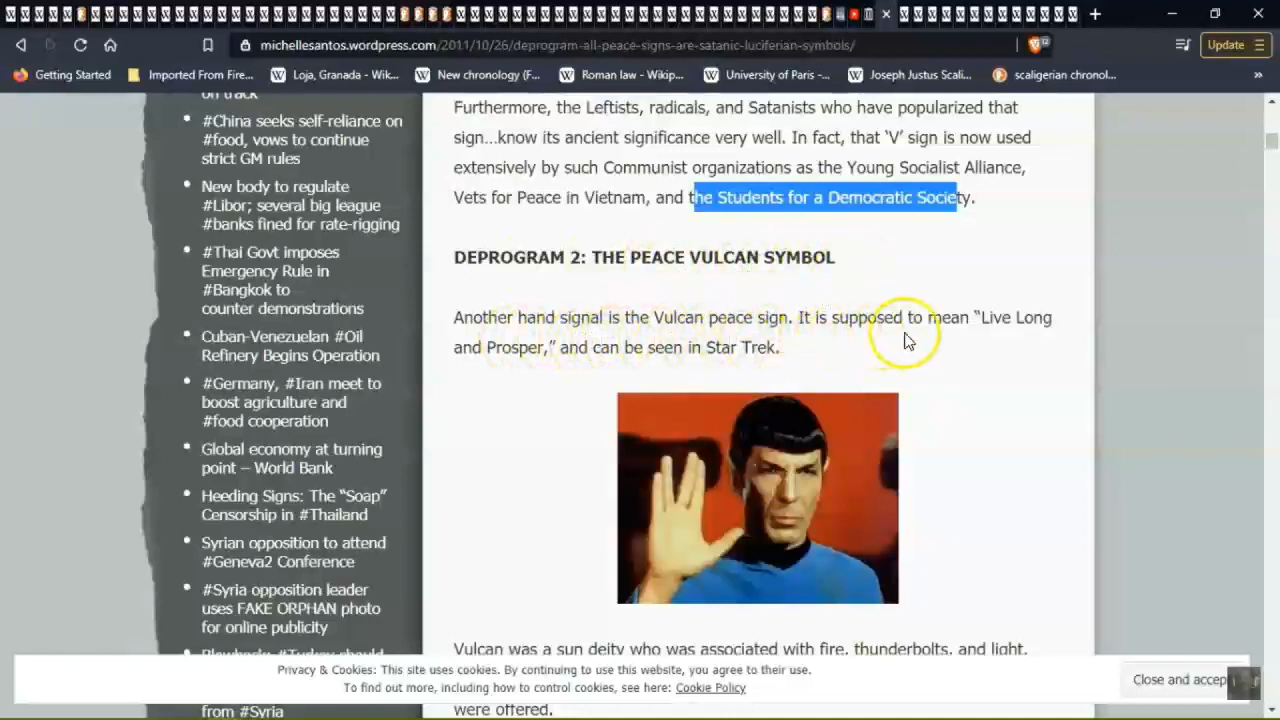 michellesantos.wordpress.com/2011/10/26/deprogram-all-peace-signs-are-satanic-luciferian-symbols/
12
Update
Getting Started
Imported From Fire...
Loja, Granada - Wik...
New chronology (F...
Roman law - Wikip...
University of Paris -...
Joseph Justus Scali...
scaligerian chronol...
»
on track
#China seeks self-reliance on
#food, vows to continue
strict GM rules
New body to regulate
#Libor; several big league
#banks fined for rate-rigging
#Thai Govt imposes
Emergency Rule in
#Bangkok to
counter demonstrations
Cuban-Venezuelan #Oil
Refinery Begins Operation
#Germany, #Iran meet to
boost agriculture and
#food cooperation
Global economy at turning
point – World Bank
Heeding Signs: The “Soap”
Censorship in #Thailand
Syrian opposition to attend
#Geneva2 Conference
#Syria opposition leader
uses FAKE ORPHAN photo
for online publicity
from #Syria
Furthermore, the Leftists, radicals, and Satanists who have popularized that
sign…know its ancient significance very well. In fact, that ‘V’ sign is now used
extensively by such Communist organizations as the Young Socialist Alliance,
Vets for Peace in Vietnam, and the Students for a Democratic Society.
DEPROGRAM 2: THE PEACE VULCAN SYMBOL
Another hand signal is the Vulcan peace sign. It is supposed to mean “Live Long
and Prosper,” and can be seen in Star Trek.
Vulcan was a sun deity who was associated with fire, thunderbolts, and light.
were offered.
Privacy & Cookies: This site uses cookies. By continuing to use this website, you agree to their use.
To find out more, including how to control cookies, see here: Cookie Policy
Close and accept